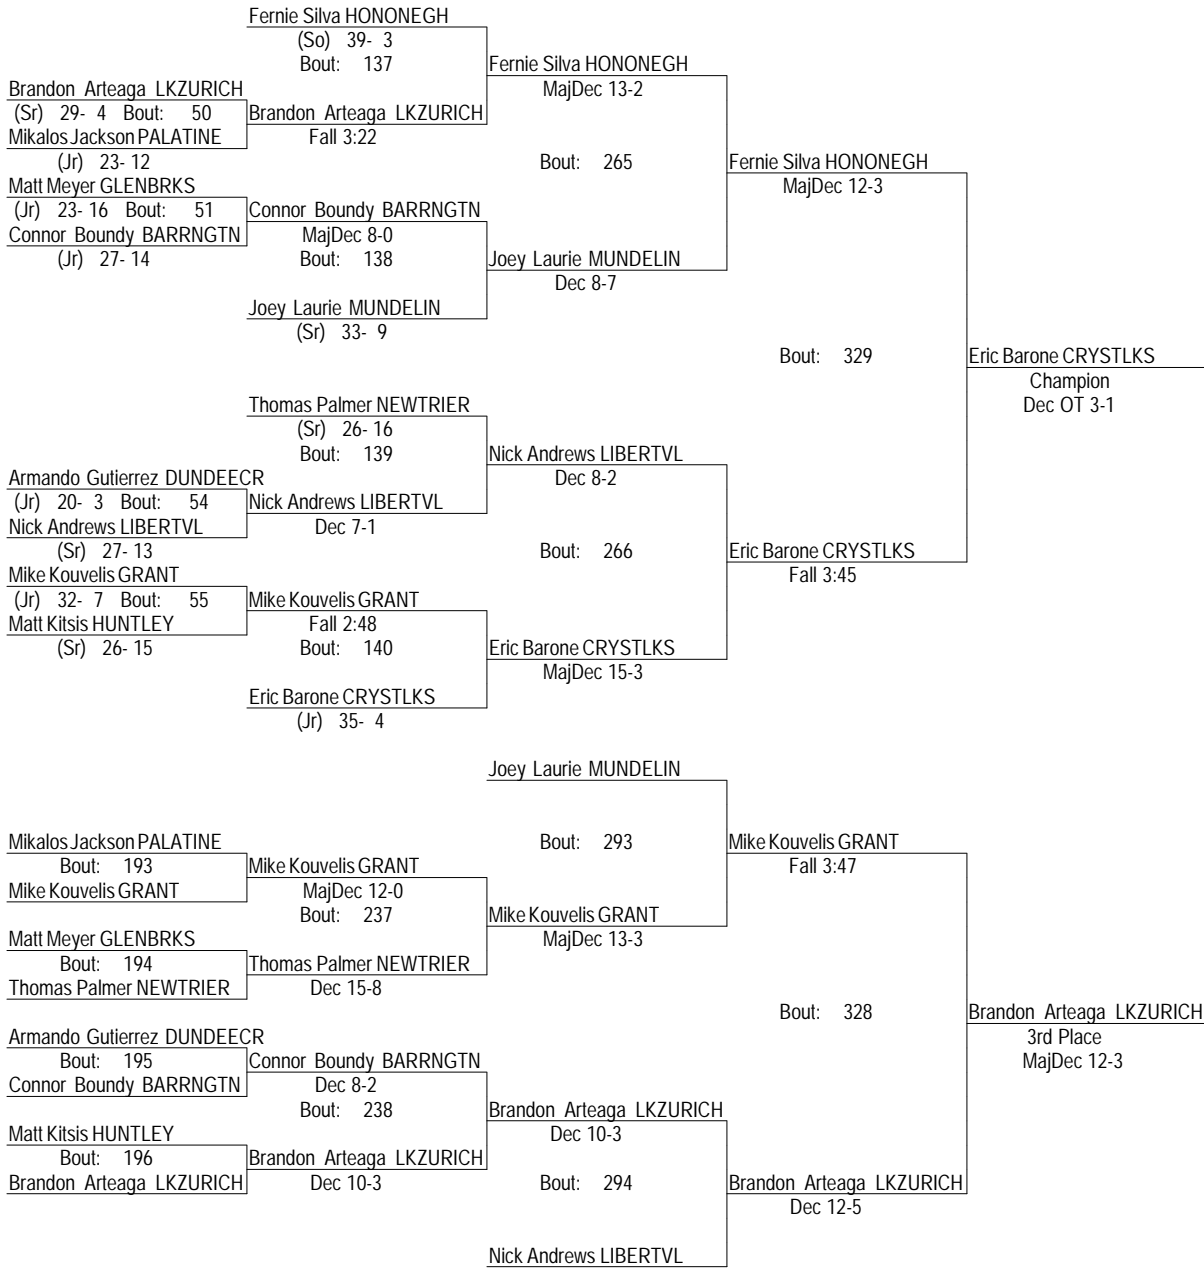 Fernie Silva HONONEGH
(So) 39- 3
Bout: 137
Fernie Silva HONONEGH
MajDec 13-2
Brandon Arteaga LKZURICH
(Sr) 29- 4 Bout: 50
Brandon Arteaga LKZURICH
Mikalos Jackson PALATINE
Fall 3:22
(Jr) 23- 12
Bout: 265
Fernie Silva HONONEGH
MajDec 12-3
Matt Meyer GLENBRKS
(Jr) 23- 16 Bout: 51
Connor Boundy BARRNGTN
Connor Boundy BARRNGTN
MajDec 8-0
(Jr) 27- 14
Bout: 138
Joey Laurie MUNDELIN
Dec 8-7
Joey Laurie MUNDELIN
(Sr) 33- 9
Bout: 329
Eric Barone CRYSTLKS
Champion
Dec OT 3-1
Thomas Palmer NEWTRIER
(Sr) 26- 16
Bout: 139
Nick Andrews LIBERTVL
Dec 8-2
Armando Gutierrez DUNDEECR
(Jr) 20- 3 Bout: 54
Nick Andrews LIBERTVL
Nick Andrews LIBERTVL
Dec 7-1
(Sr) 27- 13
Bout: 266
Eric Barone CRYSTLKS
Fall 3:45
Mike Kouvelis GRANT
(Jr) 32- 7 Bout: 55
Mike Kouvelis GRANT
Matt Kitsis HUNTLEY
Fall 2:48
(Sr) 26- 15
Bout: 140
Eric Barone CRYSTLKS
MajDec 15-3
Eric Barone CRYSTLKS
(Jr) 35- 4
Joey Laurie MUNDELIN
Mikalos Jackson PALATINE
Bout: 293
Mike Kouvelis GRANT
Fall 3:47
Bout: 193
Mike Kouvelis GRANT
Mike Kouvelis GRANT
MajDec 12-0
Bout: 237
Mike Kouvelis GRANT
MajDec 13-3
Matt Meyer GLENBRKS
Bout: 194
Thomas Palmer NEWTRIER
Thomas Palmer NEWTRIER
Dec 15-8
Bout: 328
Brandon Arteaga LKZURICH
3rd Place
MajDec 12-3
Armando Gutierrez DUNDEECR
Bout: 195
Connor Boundy BARRNGTN
Connor Boundy BARRNGTN
Dec 8-2
Bout: 238
Brandon Arteaga LKZURICH
Dec 10-3
Matt Kitsis HUNTLEY
Bout: 196
Brandon Arteaga LKZURICH
Brandon Arteaga LKZURICH
Dec 10-3
Bout: 294
Brandon Arteaga LKZURICH
Dec 12-5
Nick Andrews LIBERTVL